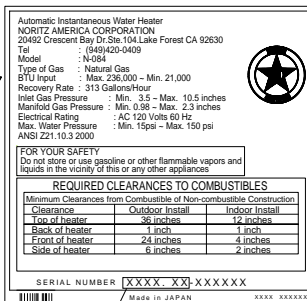 Automatic Instantaneous Water Heater
NORITZ AMERICA CORPORATION
20492 Crescent Bay Dr.Ste.104.Lake Forest CA 92630
Tel : (949)420-0409
Model : N-084
Type of Gas : Natural Gas
BTU Input : Max. 236,000 ~ Min. 21,000
Recovery Rate : 313 Gallons/Hour
Inlet Gas Pressure : Min. 3.5 ~ Max. 10.5 inches
Manifold Gas Pressure : Min. 0.98 ~ Max. 2.3 inches
Electrical Rating : AC 120 Volts 60 Hz
Max. Water Pressure : Min. 15psi ~ Max. 150 psi
ANSI Z21.10.3 2000
FOR YOUR SAFETY
Do not store or use gasoline or other flammable vapors and
liquids in the vicinity of this or any other appliances
REQUIRED CLEARANCES TO COMBUSTIBLES
Minimum Clearances from Combustible of Non-combustible Construction
Clearance Outdoor Install Indoor Install
Top of heater 36 inches 12 inches
Back of heater 1 inch 1 inch
Front of heater 24 inches 4 inches
Side of heater 6 inches 2 inches
SERIAL NUMBER XXXX. XX-XXXXXX
Made in JAPAN XXXX XXXXXX